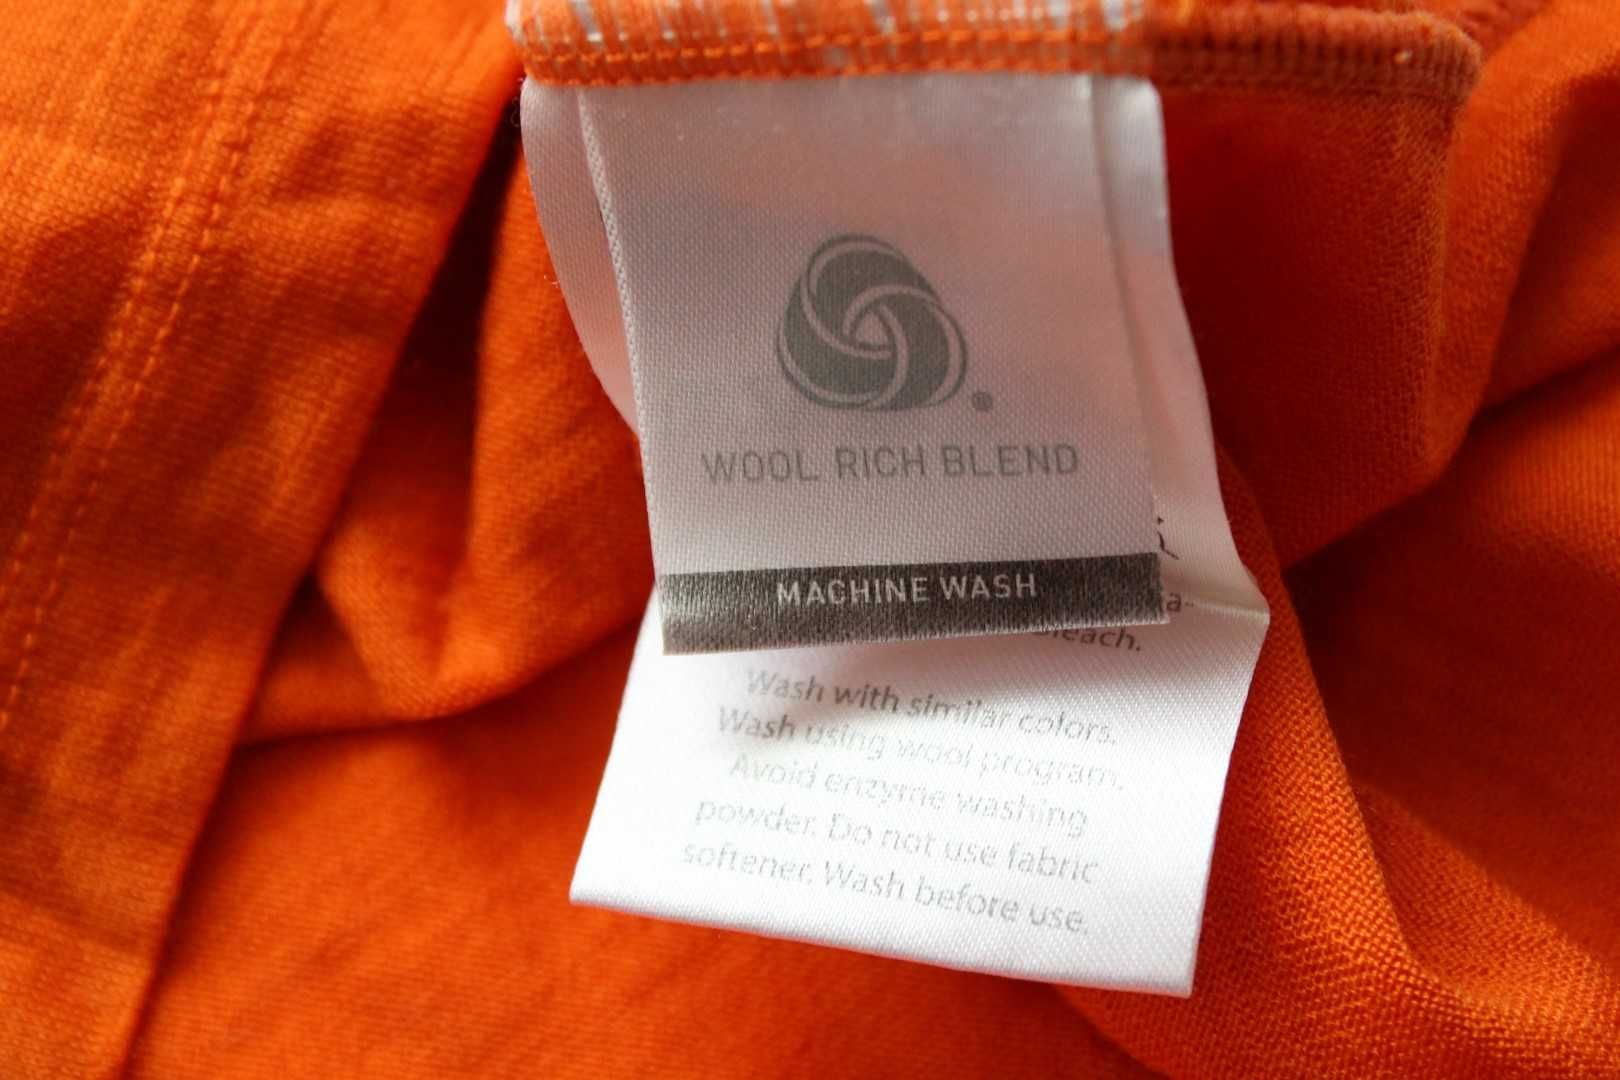 WOOL RICH BLEND
MACHINE WASH
bleach.
Wash with similar colors.
Wash using wool program.
Avoid enzyme washing
powder. Do not use fabric
softener. Wash before use.